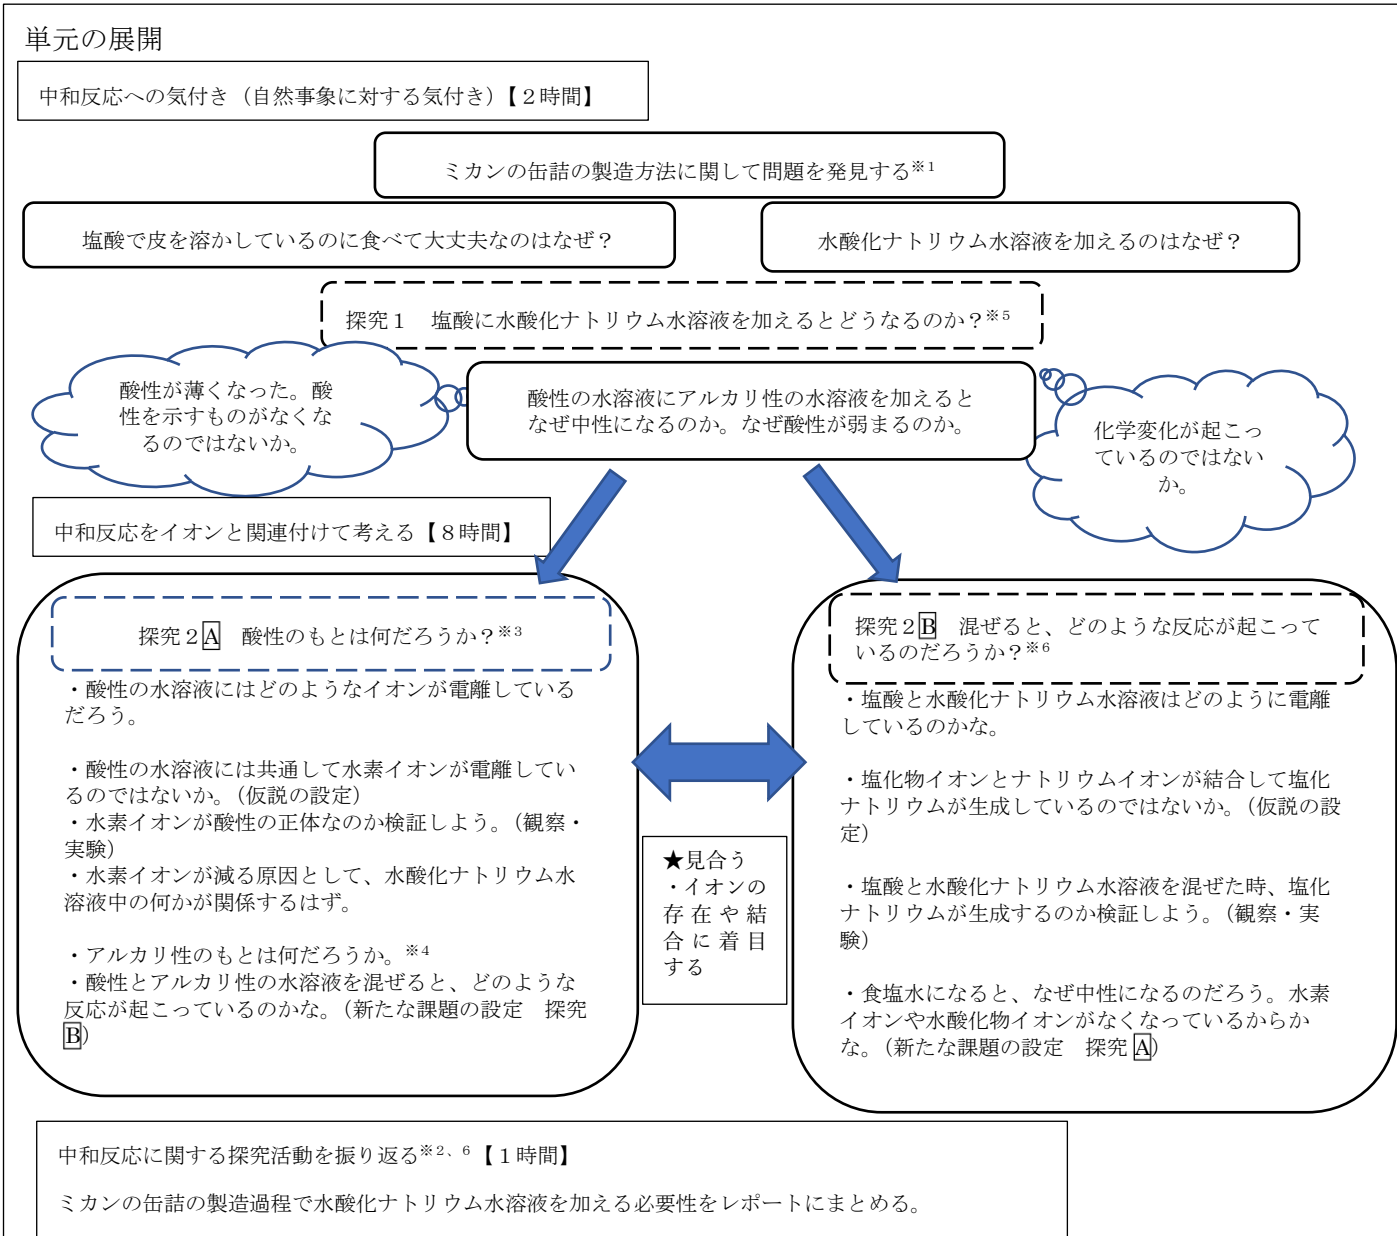 単元の展開
中和反応への気付き（自然事象に対する気付き）【２時間】
ミカンの缶詰の製造方法に関して問題を発見する※1
塩酸で皮を溶かしているのに食べて大丈夫なのはなぜ？
水酸化ナトリウム水溶液を加えるのはなぜ？
探究１　塩酸に水酸化ナトリウム水溶液を加えるとどうなるのか？※5
酸性が薄くなった。酸
性を示すものがなくな
るのではないか。
酸性の水溶液にアルカリ性の水溶液を加えると
なぜ中性になるのか。なぜ酸性が弱まるのか。
化学変化が起こっ
ているのではない
か。
中和反応をイオンと関連付けて考える【８時間】
探究２A　酸性のもとは何だろうか？※3
・酸性の水溶液にはどのようなイオンが電離している
だろう。
・酸性の水溶液には共通して水素イオンが電離してい
るのではないか。（仮説の設定）
・水素イオンが酸性の正体なのか検証しよう。（観察・
実験）
・水素イオンが減る原因として、水酸化ナトリウム水
溶液中の何かが関係するはず。
・アルカリ性のもとは何だろうか。※4
・酸性とアルカリ性の水溶液を混ぜると、どのような
反応が起こっているのかな。（新たな課題の設定　探究
B）
★見合う
・イオンの
存在や結
合に着目
する
探究２B　混ぜると、どのような反応が起こって
いるのだろうか？※6
・塩酸と水酸化ナトリウム水溶液はどのように電離
しているのかな。
・塩化物イオンとナトリウムイオンが結合して塩化
ナトリウムが生成しているのではないか。（仮説の設
定）
・塩酸と水酸化ナトリウム水溶液を混ぜた時、塩化
ナトリウムが生成するのか検証しよう。（観察・実
験）
・食塩水になると、なぜ中性になるのだろう。水素
イオンや水酸化物イオンがなくなっているからか
な。（新たな課題の設定　探究 A）
中和反応に関する探究活動を振り返る※2、6【１時間】
ミカンの缶詰の製造過程で水酸化ナトリウム水溶液を加える必要性をレポートにまとめる。